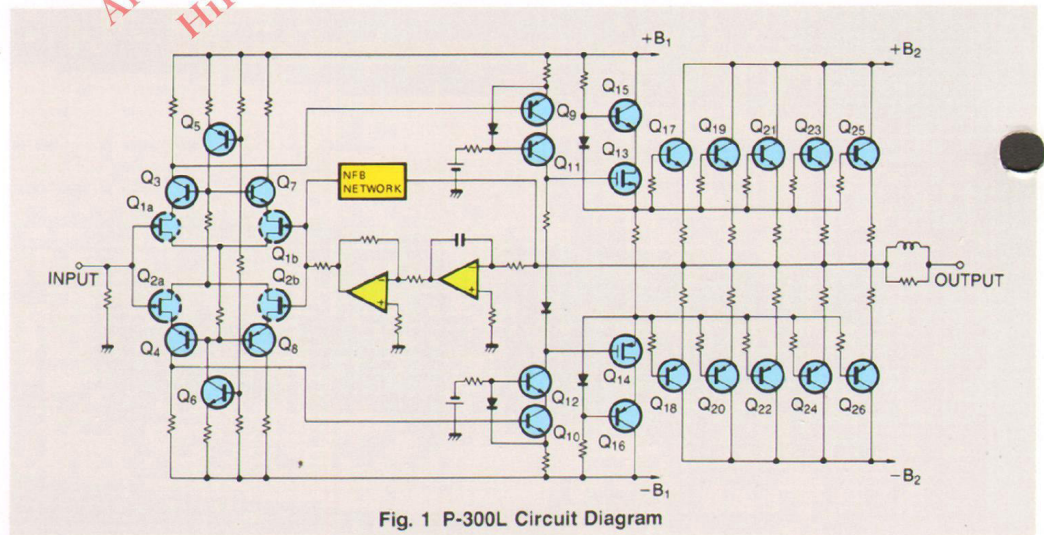 +B1
+B2
Q5
Q9
Q15
Q17
Q19
Q21
Q23
Q25
Q3
Q7
Q11
Q13
NFB
NETWORK
Q1a
Q1b
INPUT
Q2a
Q2b
−
+
−
+
OUTPUT
Q4
Q8
Q14
Q6
Q12
Q18
Q20
Q22
Q24
Q26
Q10
Q16
−B1
−B2
Fig. 1 P-300L Circuit Diagram